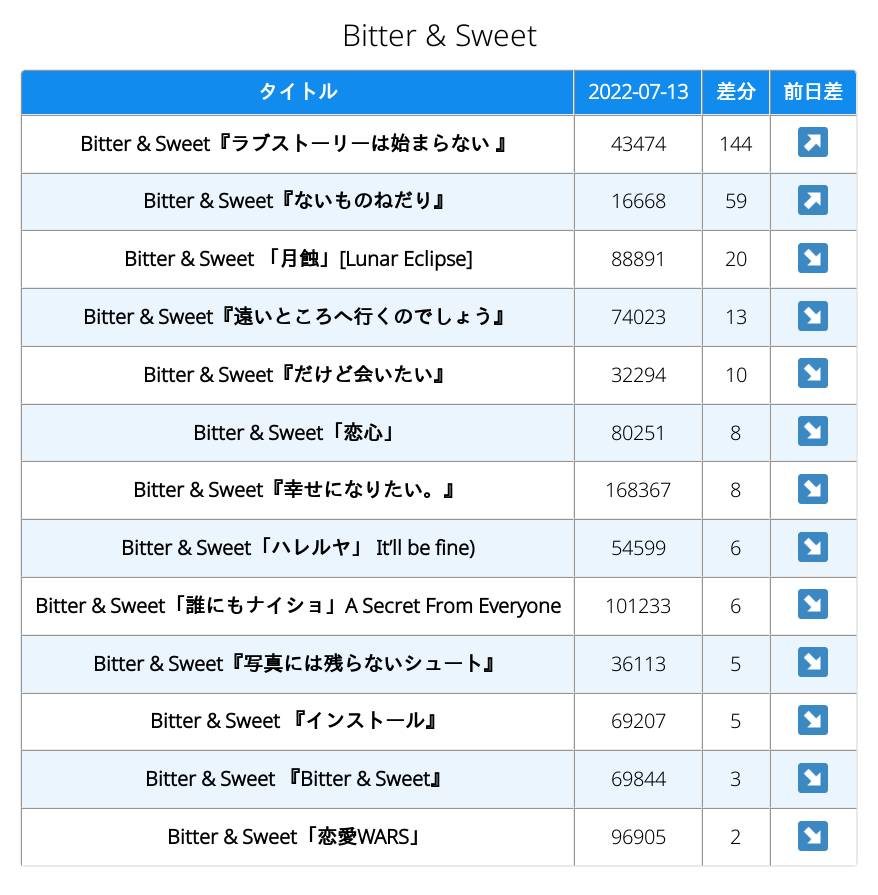 Bitter & Sweet
タイトル 2022-07-13 差分 前日差
Bitter & Sweet『ラブストーリーは始まらない 』 43474 144 ↗
Bitter & Sweet『ないものねだり』 16668 59 ↗
Bitter & Sweet 「月蝕」[Lunar Eclipse] 88891 20 ↘
Bitter & Sweet『遠いところへ行くのでしょう』 74023 13 ↘
Bitter & Sweet『だけど会いたい』 32294 10 ↘
Bitter & Sweet「恋心」 80251 8 ↘
Bitter & Sweet『幸せになりたい。』 168367 8 ↘
Bitter & Sweet「ハレルヤ」 It’ll be fine) 54599 6 ↘
Bitter & Sweet「誰にもナイショ」A Secret From Everyone 101233 6 ↘
Bitter & Sweet『写真には残らないシュート』 36113 5 ↘
Bitter & Sweet 『インストール』 69207 5 ↘
Bitter & Sweet 『Bitter & Sweet』 69844 3 ↘
Bitter & Sweet「恋愛WARS」 96905 2 ↘